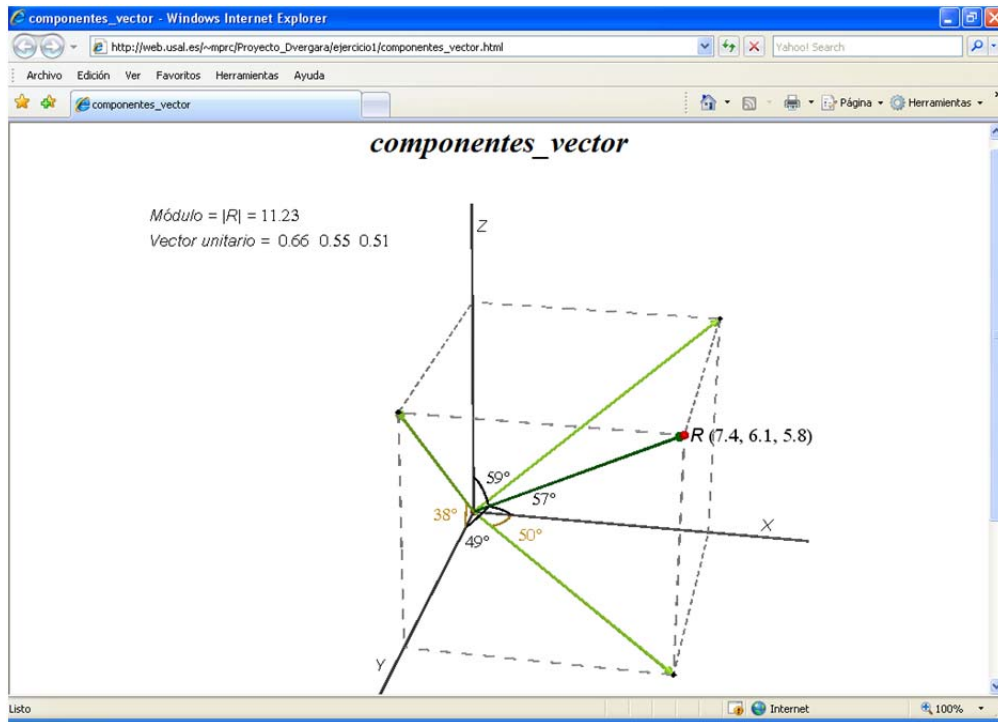 componentes_vector - Windows Internet Explorer
http://web.usal.es/~mprc/Proyecto_Dvergara/ejercicio1/componentes_vector.html
Yahoo! Search
Archivo Edición Ver Favoritos Herramientas Ayuda
componentes_vector
Página Herramientas
componentes_vector
Módulo = |R| = 11.23
Vector unitario = 0.66 0.55 0.51
Z
R (7.4, 6.1, 5.8)
59°
57°
38°
49°
50°
X
Y
Listo
Internet
100%